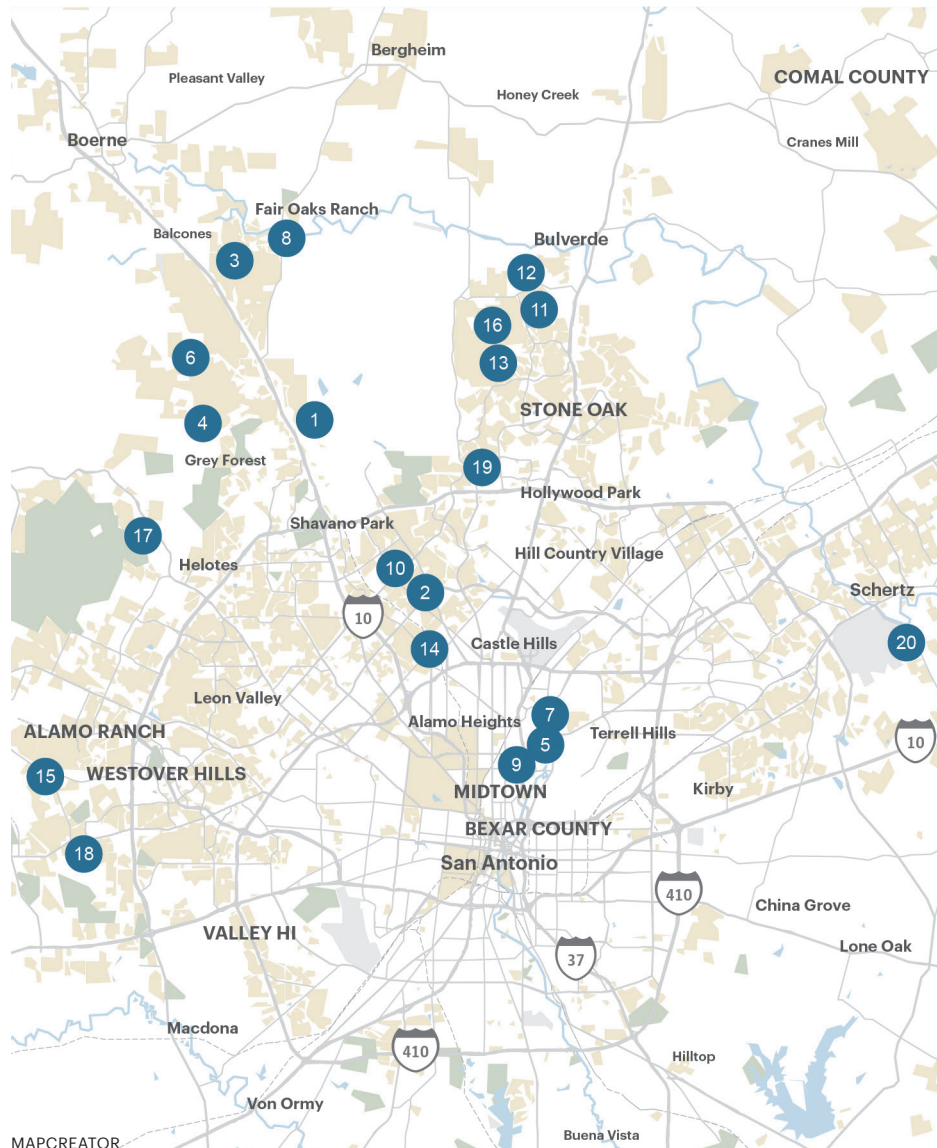 Bergheim
Pleasant Valley
COMAL COUNTY
Honey Creek
Boerne
Cranes Mill
Fair Oaks Ranch
Balcones
8
Bulverde
3
12
11
16
6
13
1
STONE OAK
4
Grey Forest
19
Hollywood Park
Shavano Park
17
Hill Country Village
Helotes
10
2
Schertz
10
20
14
Castle Hills
Leon Valley
7
Alamo Heights
ALAMO RANCH
Terrell Hills
5
10
9
15
WESTOVER HILLS
MIDTOWN
Kirby
BEXAR COUNTY
18
San Antonio
410
China Grove
VALLEY HI
Lone Oak
37
Macdona
410
Hilltop
Von Ormy
Buena Vista
MAPCREATOR